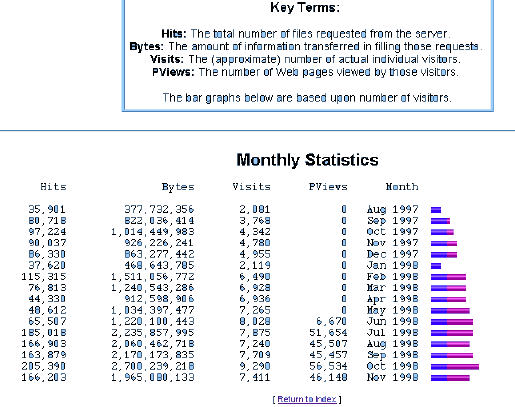 Key Terms:
Hits: The total number of files requested from the server.
Bytes: The amount of information transferred in filling those requests.
Visits: The (approximate) number of actual individual visitors.
PViews: The number of Web pages viewed by those visitors.
The bar graphs below are based upon number of visitors.
Monthly Statistics
Hits Bytes Visits PViews Month
35,901 377,732,356 2,081 0 Aug 1997
80,718 822,036,414 3,768 0 Sep 1997
97,224 1,014,449,983 4,342 0 Oct 1997
90,037 926,226,241 4,780 0 Nov 1997
86,330 863,277,442 4,955 0 Dec 1997
37,620 468,643,785 2,119 0 Jan 1998
115,315 1,511,056,772 6,490 0 Feb 1998
76,813 1,240,543,286 6,928 0 Mar 1998
44,330 912,598,906 6,936 0 Apr 1998
48,612 1,034,397,477 7,265 0 May 1998
65,507 1,220,100,443 8,028 6,670 Jun 1998
185,018 2,235,857,995 7,875 51,654 Jul 1998
166,903 2,060,462,718 7,240 45,507 Aug 1998
163,879 2,170,173,835 7,709 45,457 Sep 1998
205,390 2,700,239,218 9,290 56,534 Oct 1998
166,203 1,965,080,133 7,411 46,148 Nov 1998
[ Return to Index ]